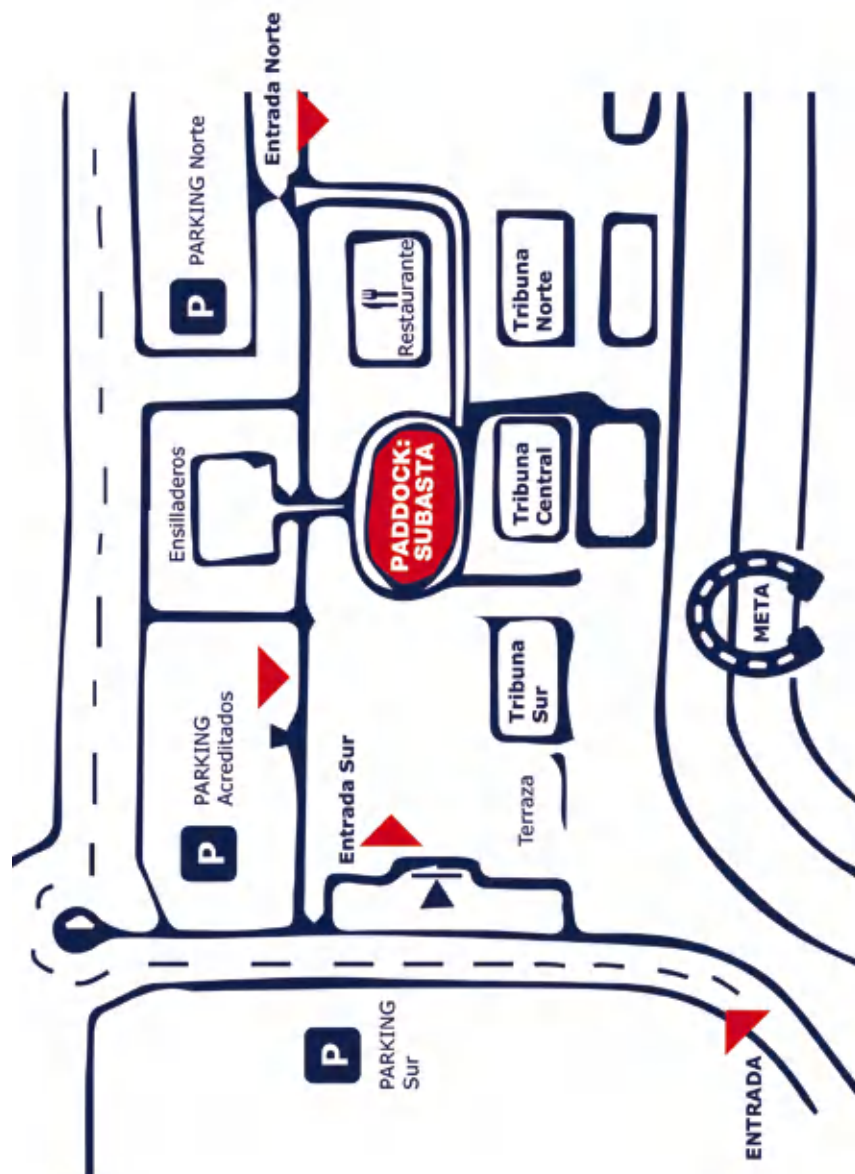 PARKING Norte
P
Entrada Norte
Restaurante
Tribuna
Norte
Ensilladeros
PADDOCK:
SUBASTA
Tribuna
Central
PARKING
Acreditados
P
Entrada Sur
Tribuna
Sur
Terraza
META
P
PARKING
Sur
ENTRADA